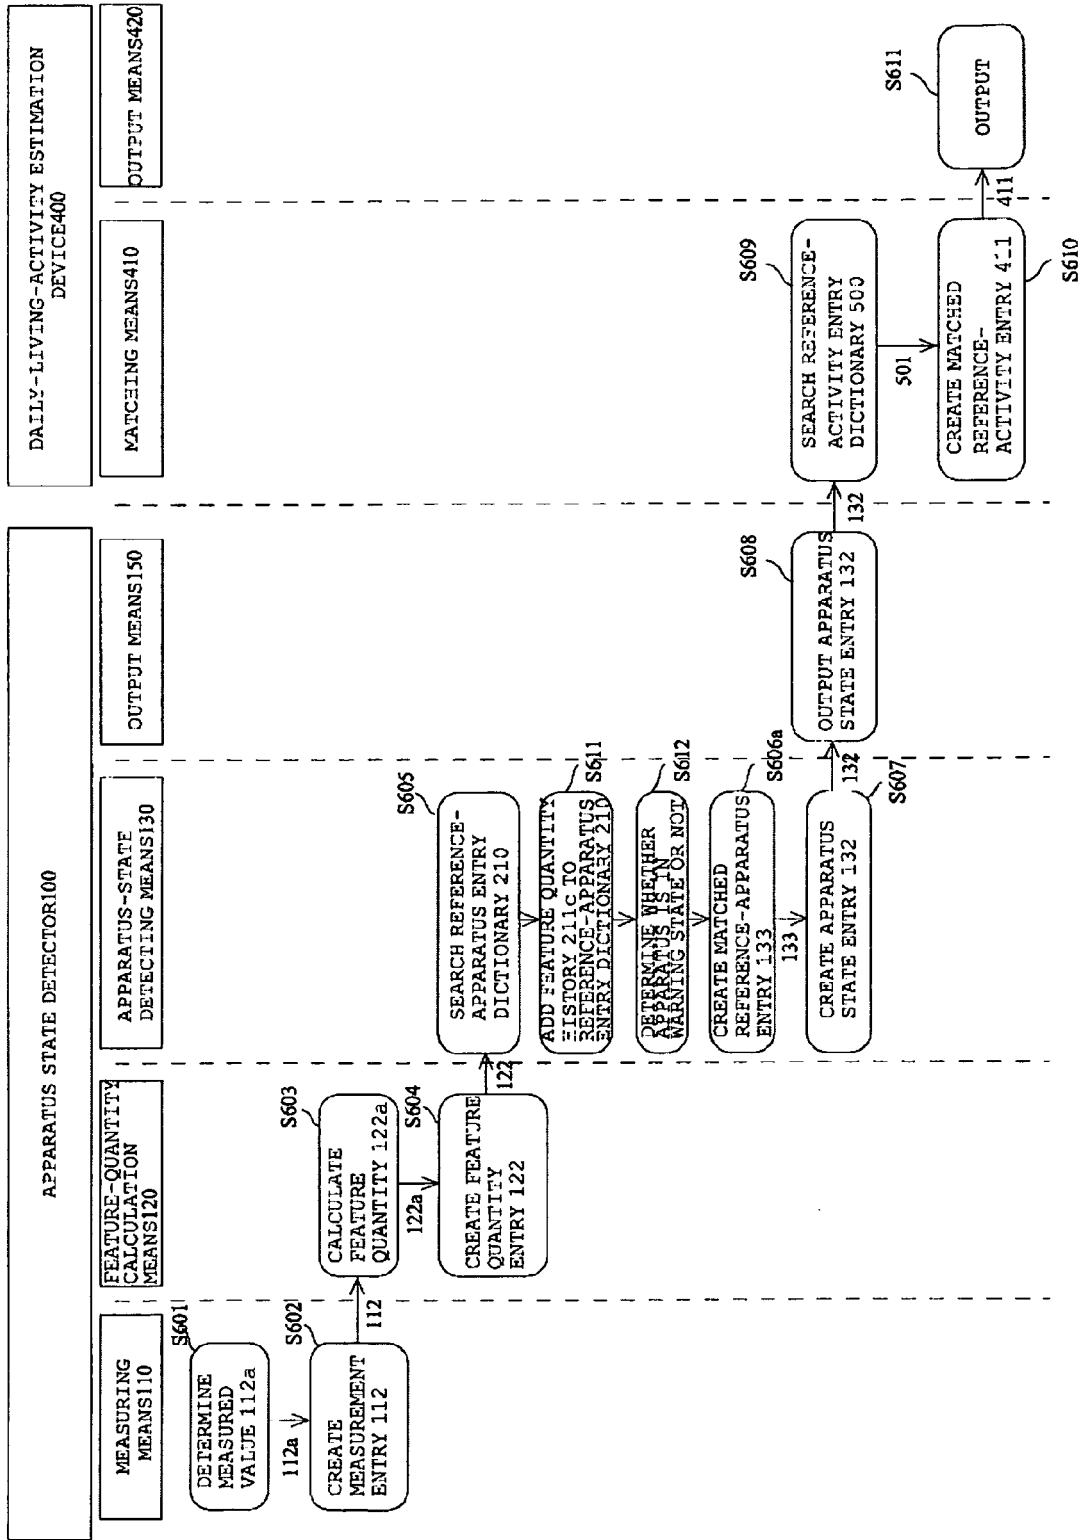 APPARATUS STATE DETECTOR100
DAILY-LIVING-ACTIVITY ESTIMATION
DEVICE400
MEASURING
MEANS110
FEATURE-QUANTITY
CALCULATION
MEANS120
APPARATUS-STATE
DETECTING MEANS130
OUTPUT MEANS150
MATCHING MEANS410
OUTPUT MEANS420
S601
DETERMINE
MEASURED
VALUE 112a
112a
S602
CREATE
MEASUREMENT
ENTRY 112
112
S603
CALCULATE
FEATURE
QUANTITY 122a
122a
S604
CREATE FEATURE
QUANTITY
ENTRY 122
122
S605
SEARCH REFERENCE-
APPARATUS ENTRY
DICTIONARY 210
S611
ADD FEATURE QUANTITY
HISTORY 211c TO
REFERENCE-APPARATUS
ENTRY DICTIONARY 210
S612
DETERMINE WHETHER
APPARATUS IS IN
WARNING STATE OR NOT
S606a
CREATE MATCHED
REFERENCE-APPARATUS
ENTRY 133
133
S607
CREATE APPARATUS
STATE ENTRY 132
132
S608
OUTPUT APPARATUS
STATE ENTRY 132
132
S609
SEARCH REFERENCE-
ACTIVITY ENTRY
DICTIONARY 500
501
S610
CREATE MATCHED
REFERENCE-
ACTIVITY ENTRY 411
411
S611
OUTPUT